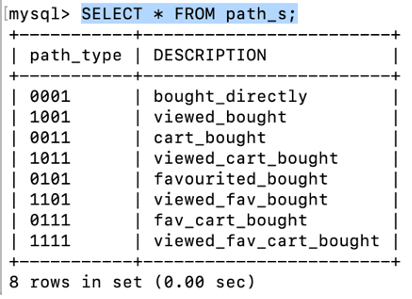 [mysql> SELECT * FROM path_s;
+-----------+-----------------------+
| path_type | DESCRIPTION           |
+-----------+-----------------------+
| 0001      | bought_directly       |
| 1001      | viewed_bought         |
| 0011      | cart_bought           |
| 1011      | viewed_cart_bought    |
| 0101      | favourited_bought     |
| 1101      | viewed_fav_bought     |
| 0111      | fav_cart_bought       |
| 1111      | viewed_fav_cart_bought |
+-----------+-----------------------+
8 rows in set (0.00 sec)